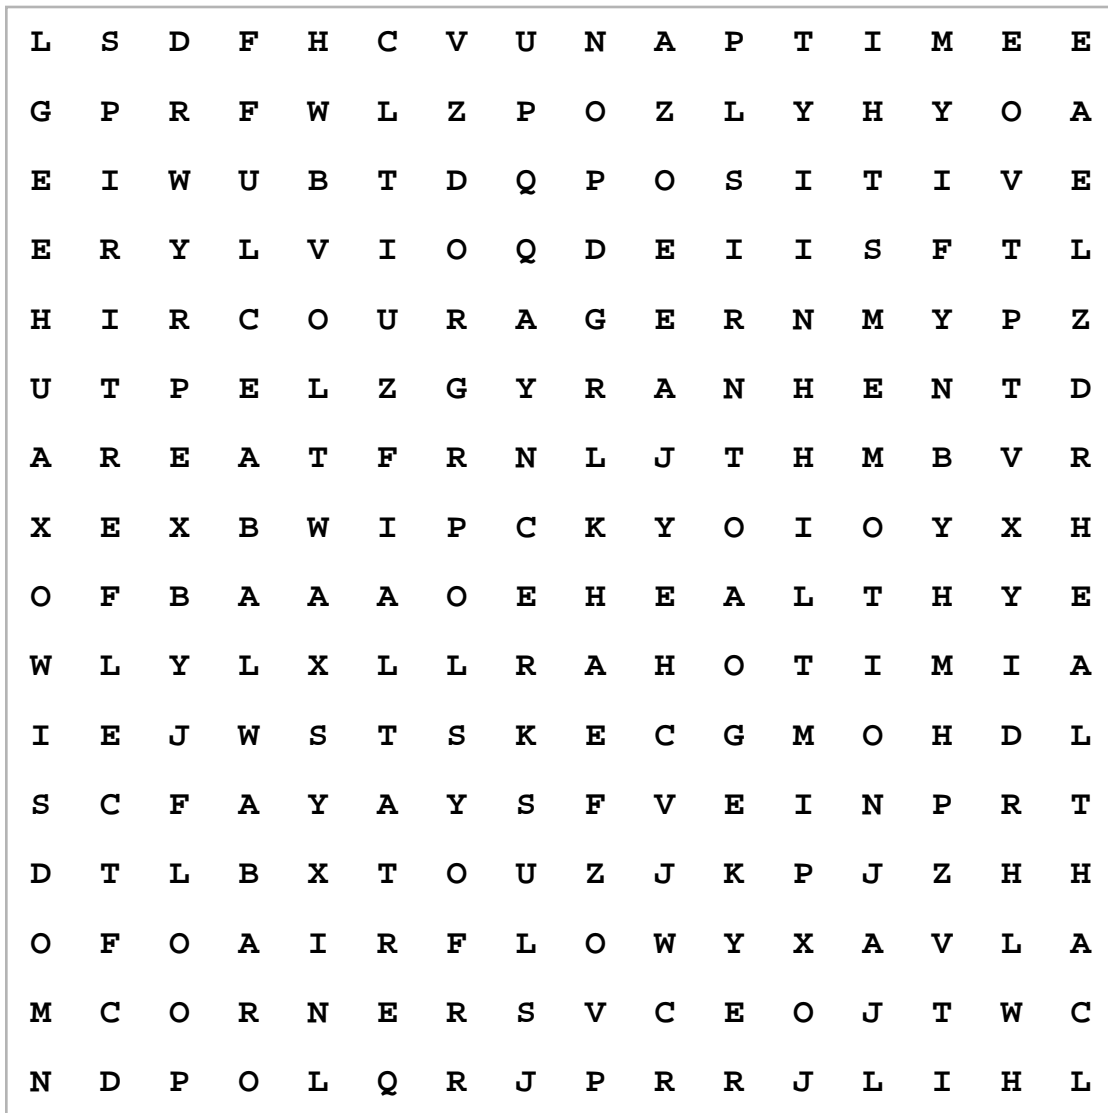 L S D F H C V U N A P T I M E E
G P R F W L Z P O Z L Y H Y O A
E I W U B T D Q P O S I T I V E
E R Y L V I O Q D E I I S F T L
H I R C O U R A G E R N M Y P Z
U T P E L Z G Y R A N H E N T D
A R E A T F R N L J T H M B V R
X E X B W I P C K Y O I O Y X H
O F B A A A O E H E A L T H Y E
W L Y L X L L R A H O T I M I A
I E J W S T S K E C G M O H D L
S C F A Y A Y S F V E I N P R T
D T L B X T O U Z J K P J Z H H
O F O A I R F L O W Y X A V L A
M C O R N E R S V C E O J T W C
N D P O L Q R J P R R J L I H L